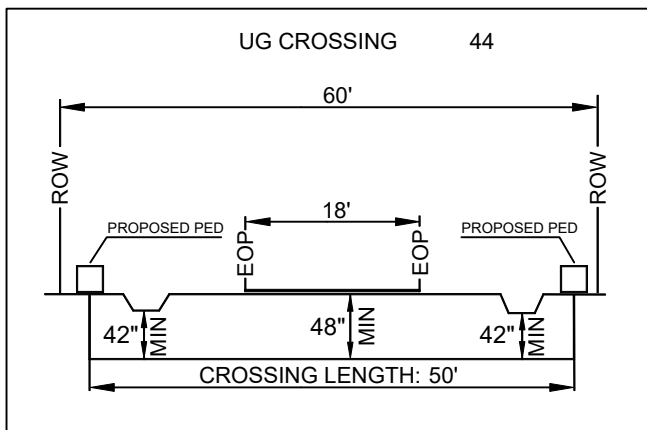 UG CROSSING 44
60'
ROW
ROW
18'
PROPOSED PED
PROPOSED PED
EOP
EOP
42"
MIN
48"
MIN
42"
MIN
CROSSING LENGTH: 50'